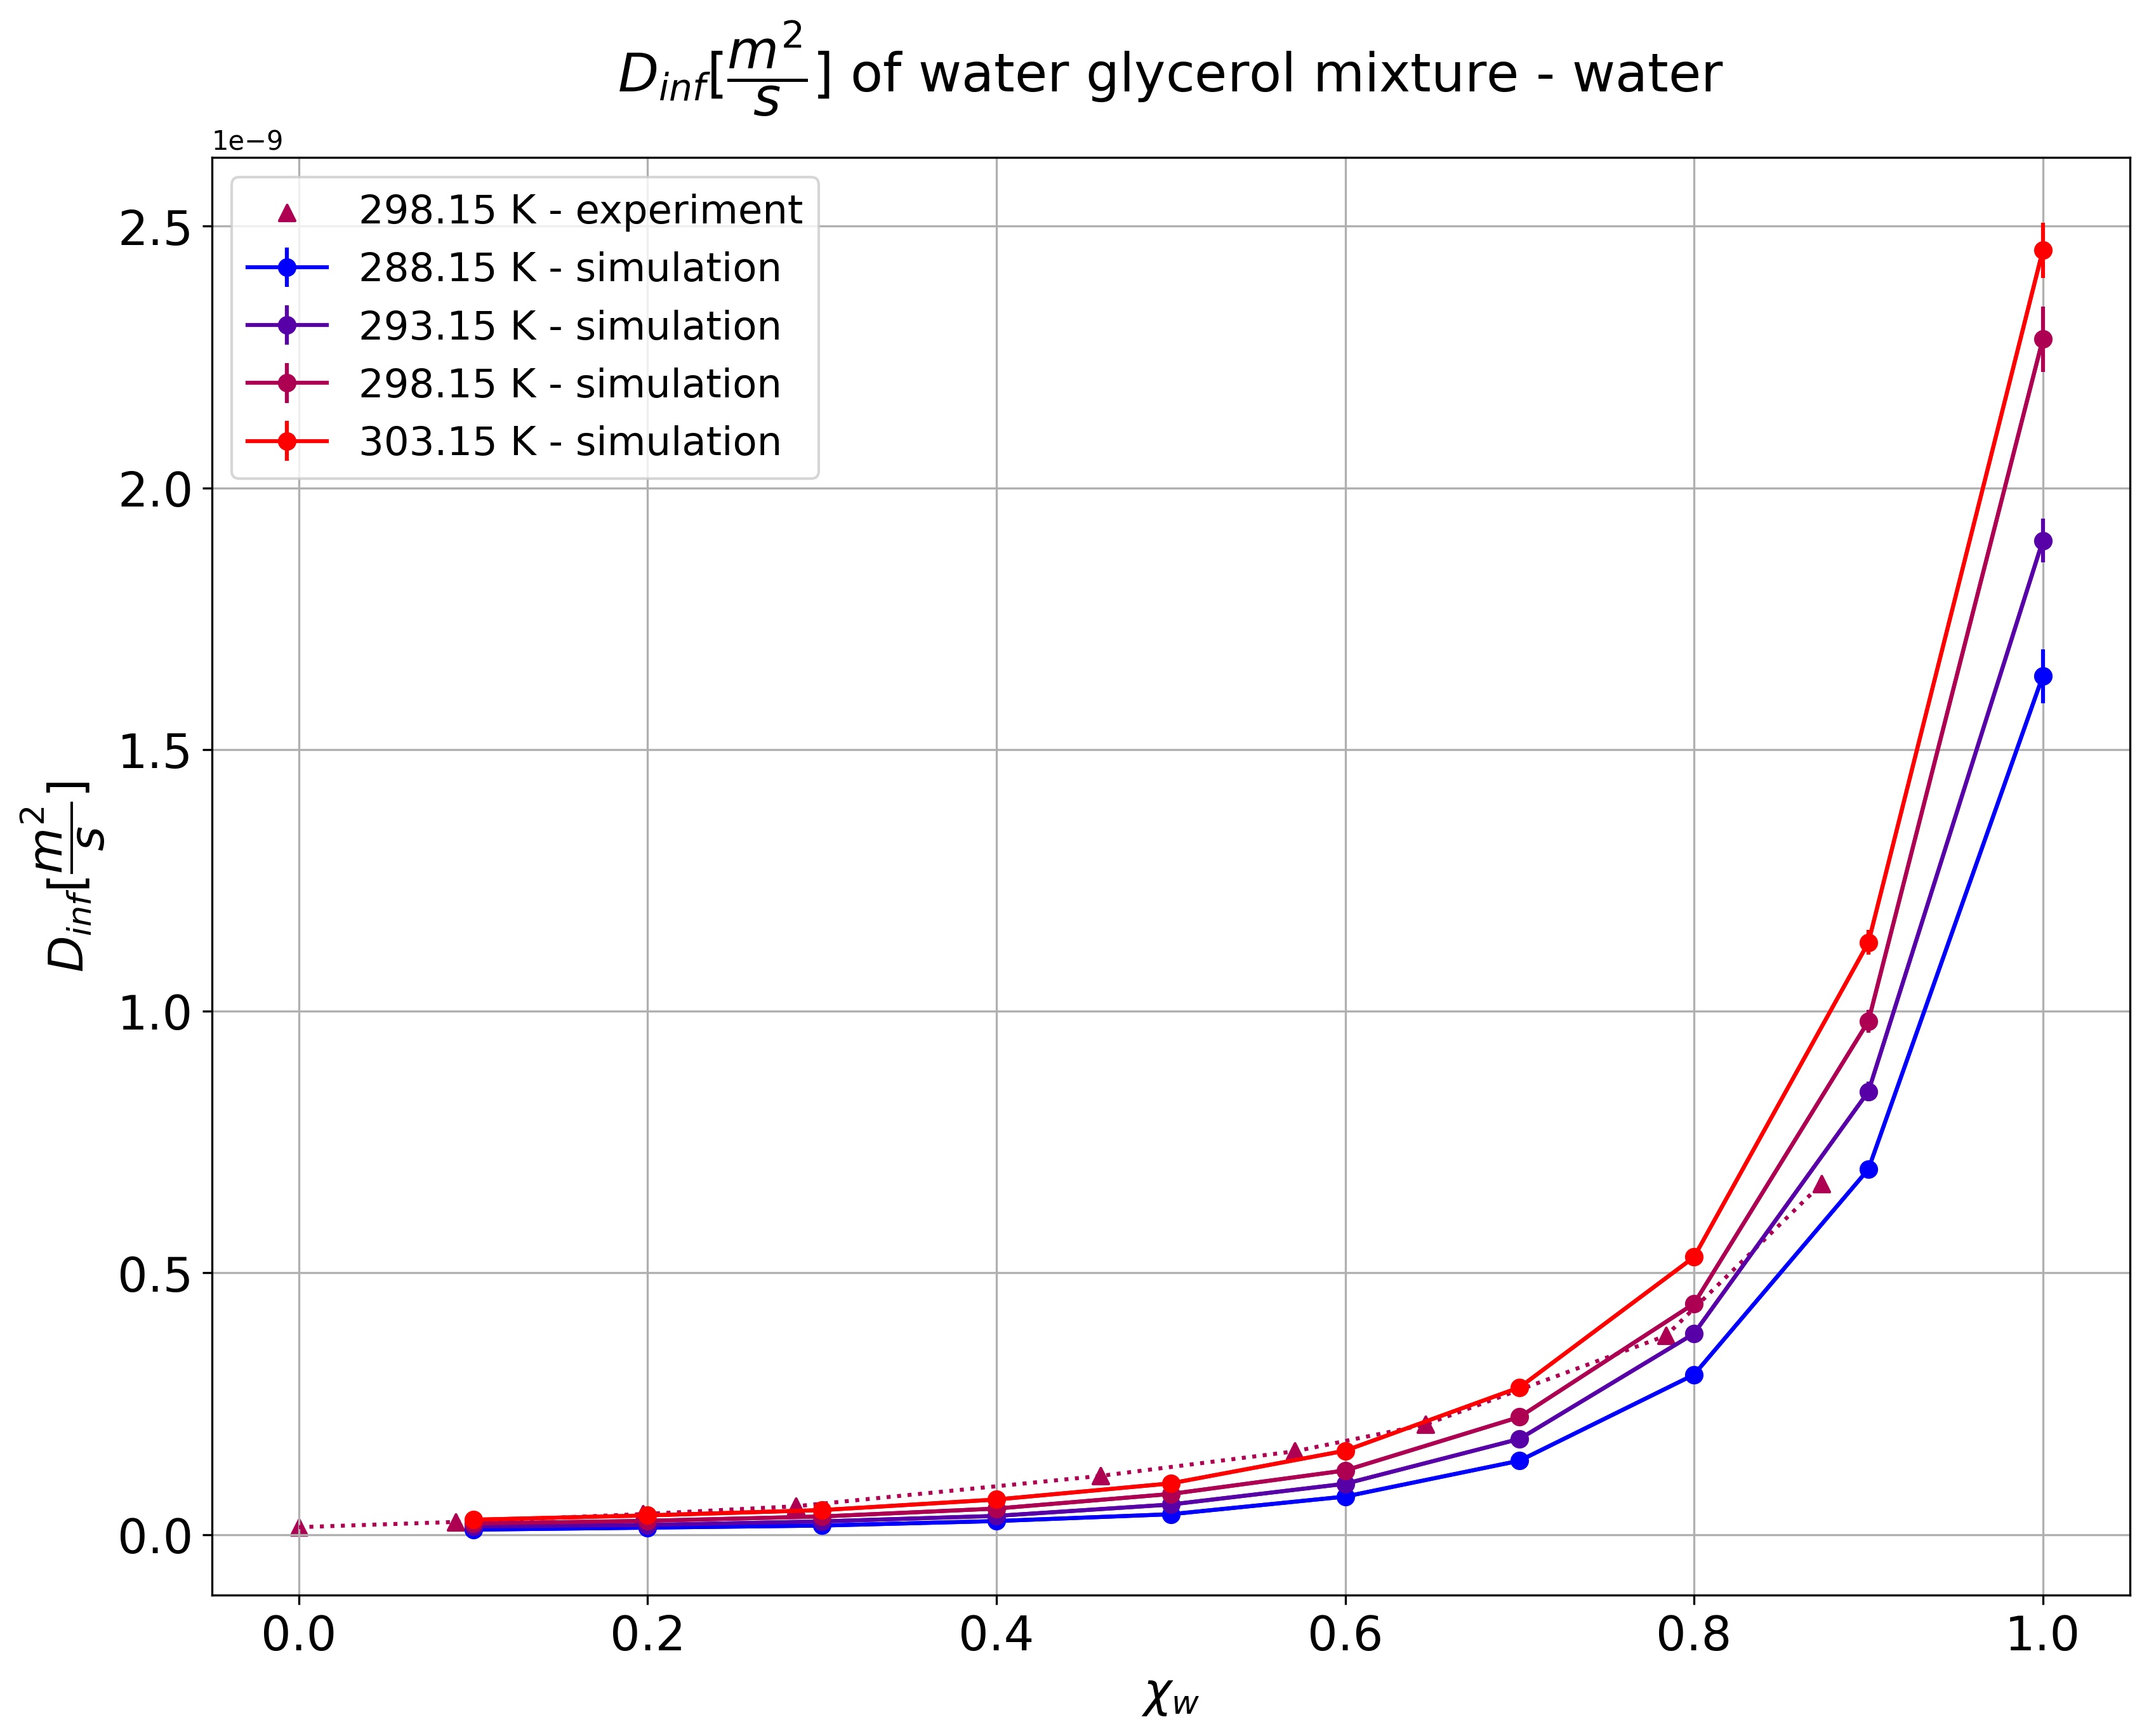 D_inf[m²/s] of water glycerol mixture - water
1e−9
298.15 K - experiment
288.15 K - simulation
293.15 K - simulation
298.15 K - simulation
303.15 K - simulation
2.5
2.0
1.5
1.0
0.5
0.0
D_inf[m²/s]
0.0 0.2 0.4 0.6 0.8 1.0
χ_w